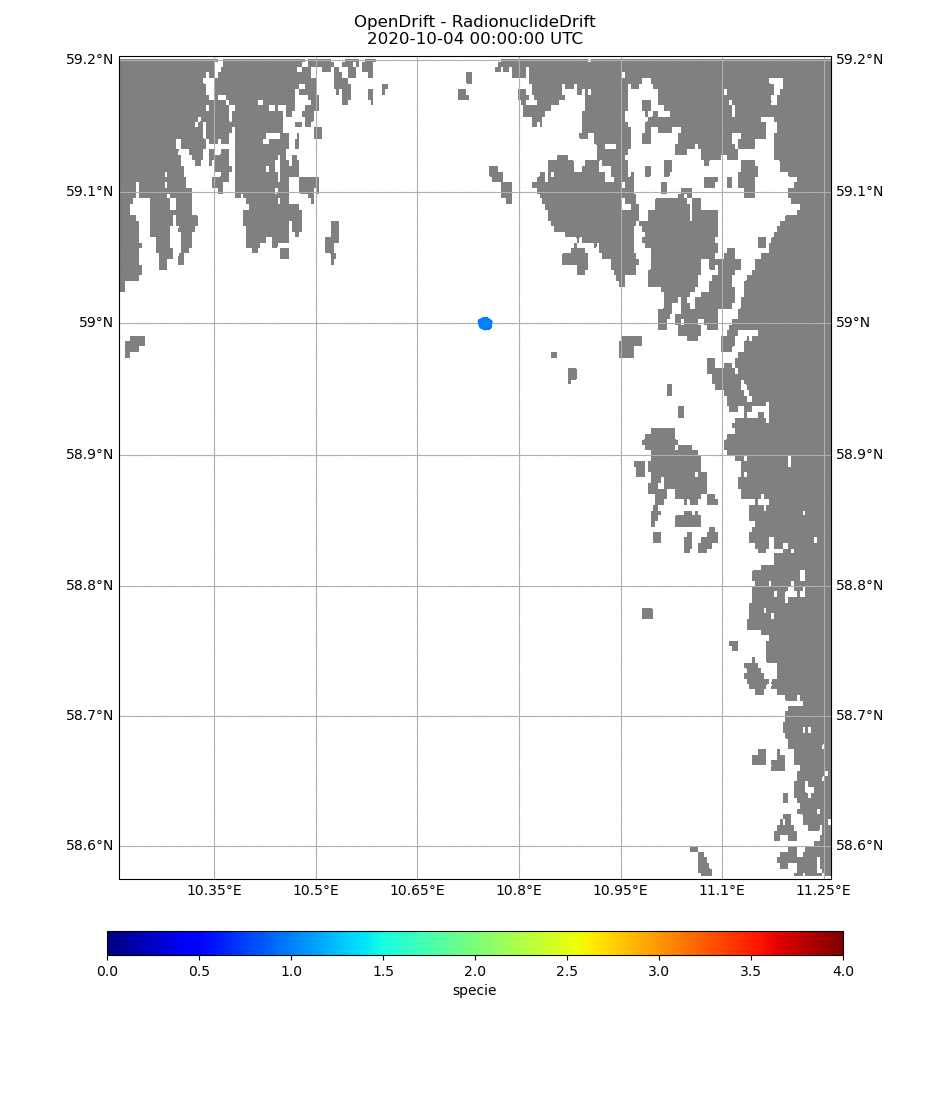 OpenDrift - RadionuclideDrift
2020-10-04 00:00:00 UTC
59.2°N 59.2°N
59.1°N 59.1°N
59°N 59°N
58.9°N 58.9°N
58.8°N 58.8°N
58.7°N 58.7°N
58.6°N 58.6°N
10.35°E 10.5°E 10.65°E 10.8°E 10.95°E 11.1°E 11.25°E
0.0 0.5 1.0 1.5 2.0 2.5 3.0 3.5 4.0
specie